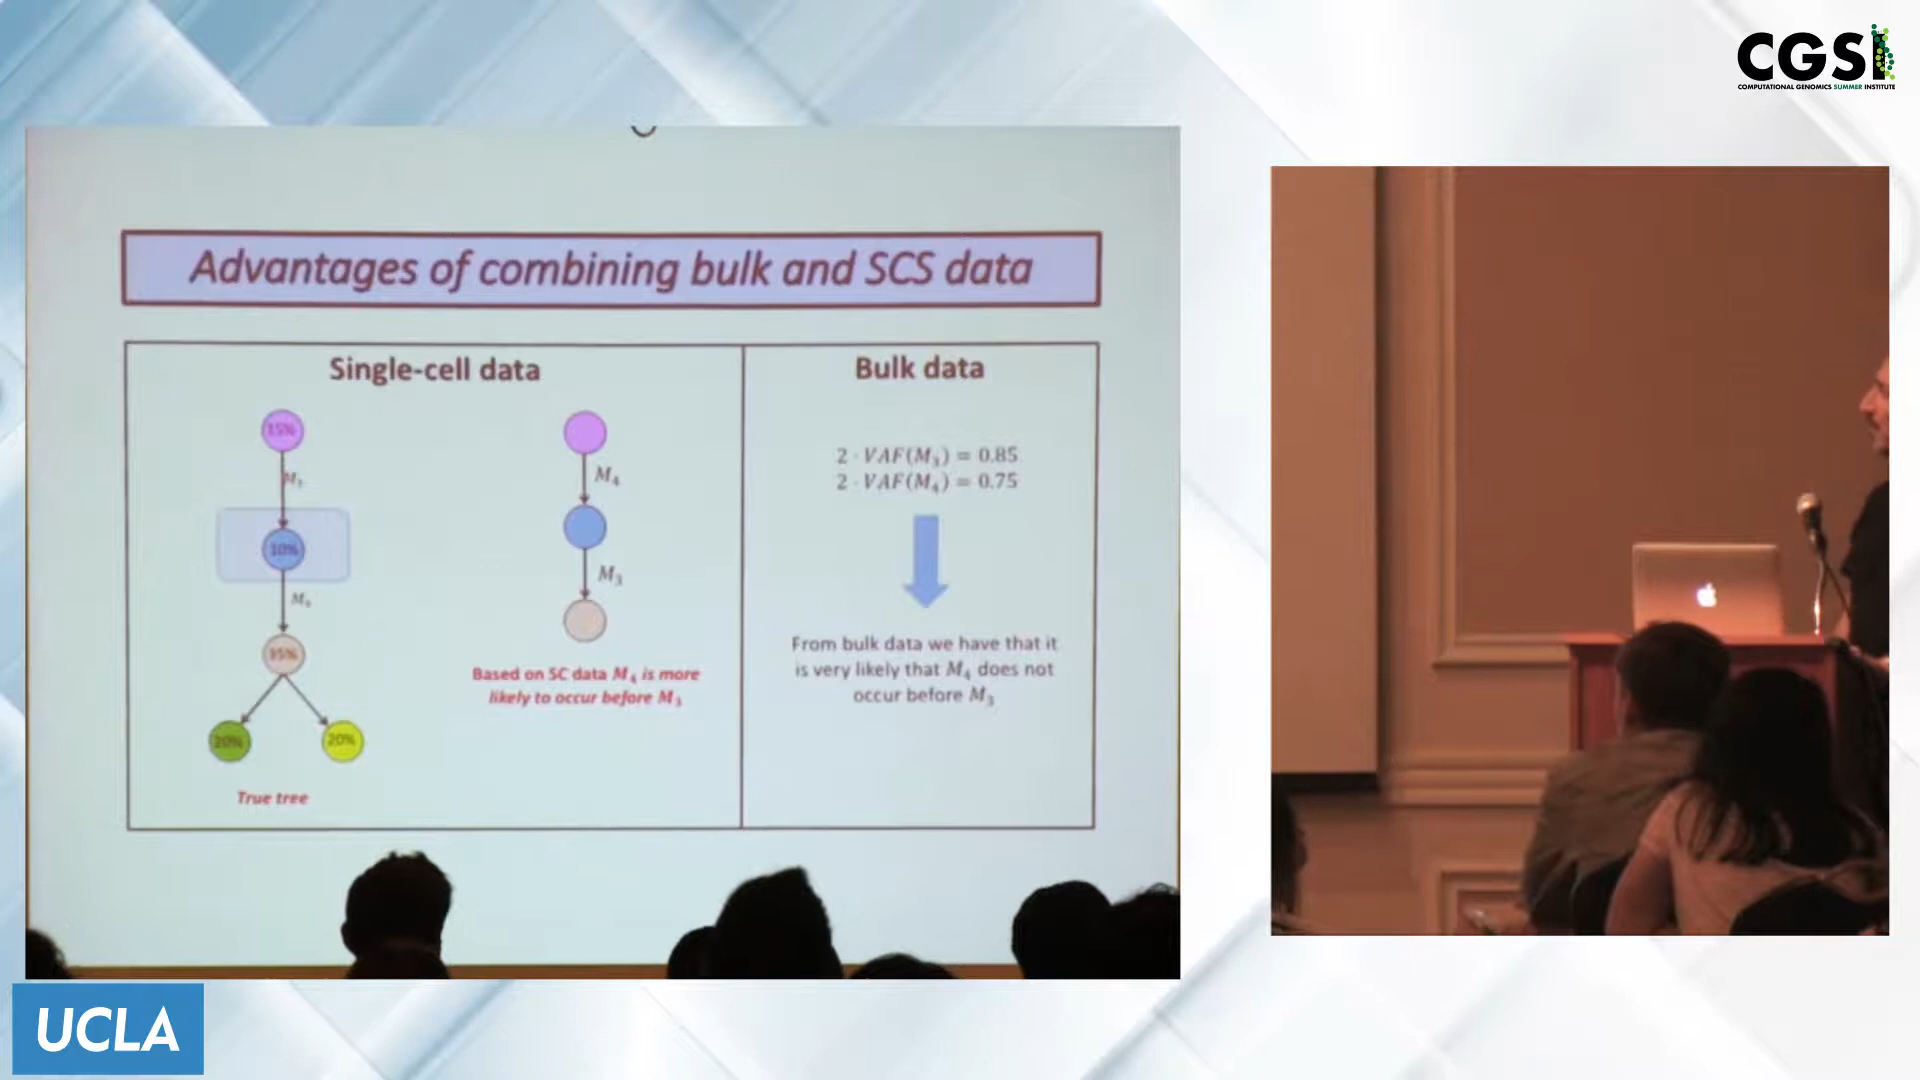 CGSI
COMPUTATIONAL GENOMICS SUMMER INSTITUTE
Advantages of combining bulk and SCS data
Single-cell data
15%
M₃
10%
M₄
20%
20%
True tree
M₄
M₃
Based on SC data M₄ is more
likely to occur before M₃
Bulk data
2 · VAF(M₃) = 0.85
2 · VAF(M₄) = 0.75
From bulk data we have that it
is very likely that M₄ does not
occur before M₃
UCLA